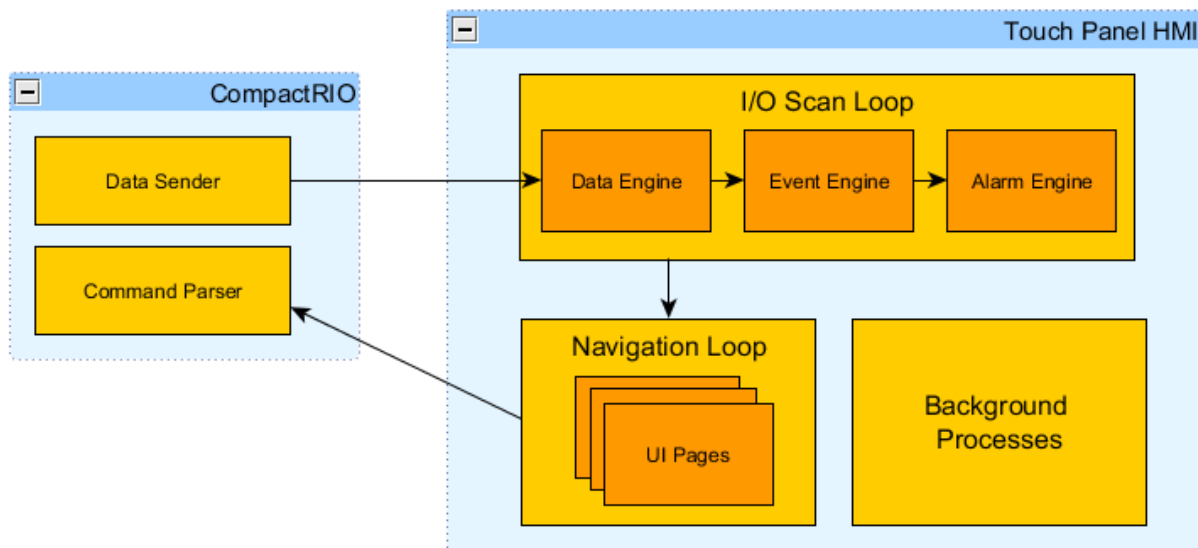 Touch Panel HMI
CompactRIO
I/O Scan Loop
Data Sender
Data Engine
Event Engine
Alarm Engine
Command Parser
Navigation Loop
UI Pages
Background
Processes